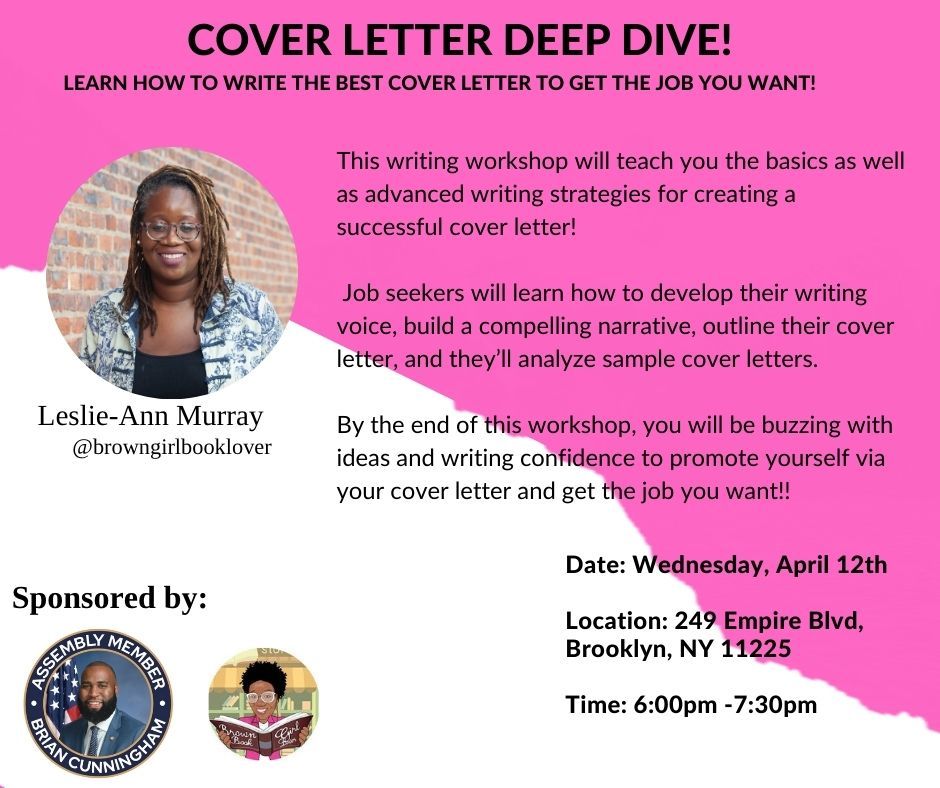 COVER LETTER DEEP DIVE!
LEARN HOW TO WRITE THE BEST COVER LETTER TO GET THE JOB YOU WANT!
This writing workshop will teach you the basics as well
as advanced writing strategies for creating a
successful cover letter!
Job seekers will learn how to develop their writing
voice, build a compelling narrative, outline their cover
letter, and they’ll analyze sample cover letters.
By the end of this workshop, you will be buzzing with
ideas and writing confidence to promote yourself via
your cover letter and get the job you want!!
Leslie-Ann Murray
@browngirlbooklover
Date: Wednesday, April 12th
Location: 249 Empire Blvd,
Brooklyn, NY 11225
Time: 6:00pm -7:30pm
Sponsored by:
ASSEMBLY MEMBER
BRIAN CUNNINGHAM
Brown Girl
Book